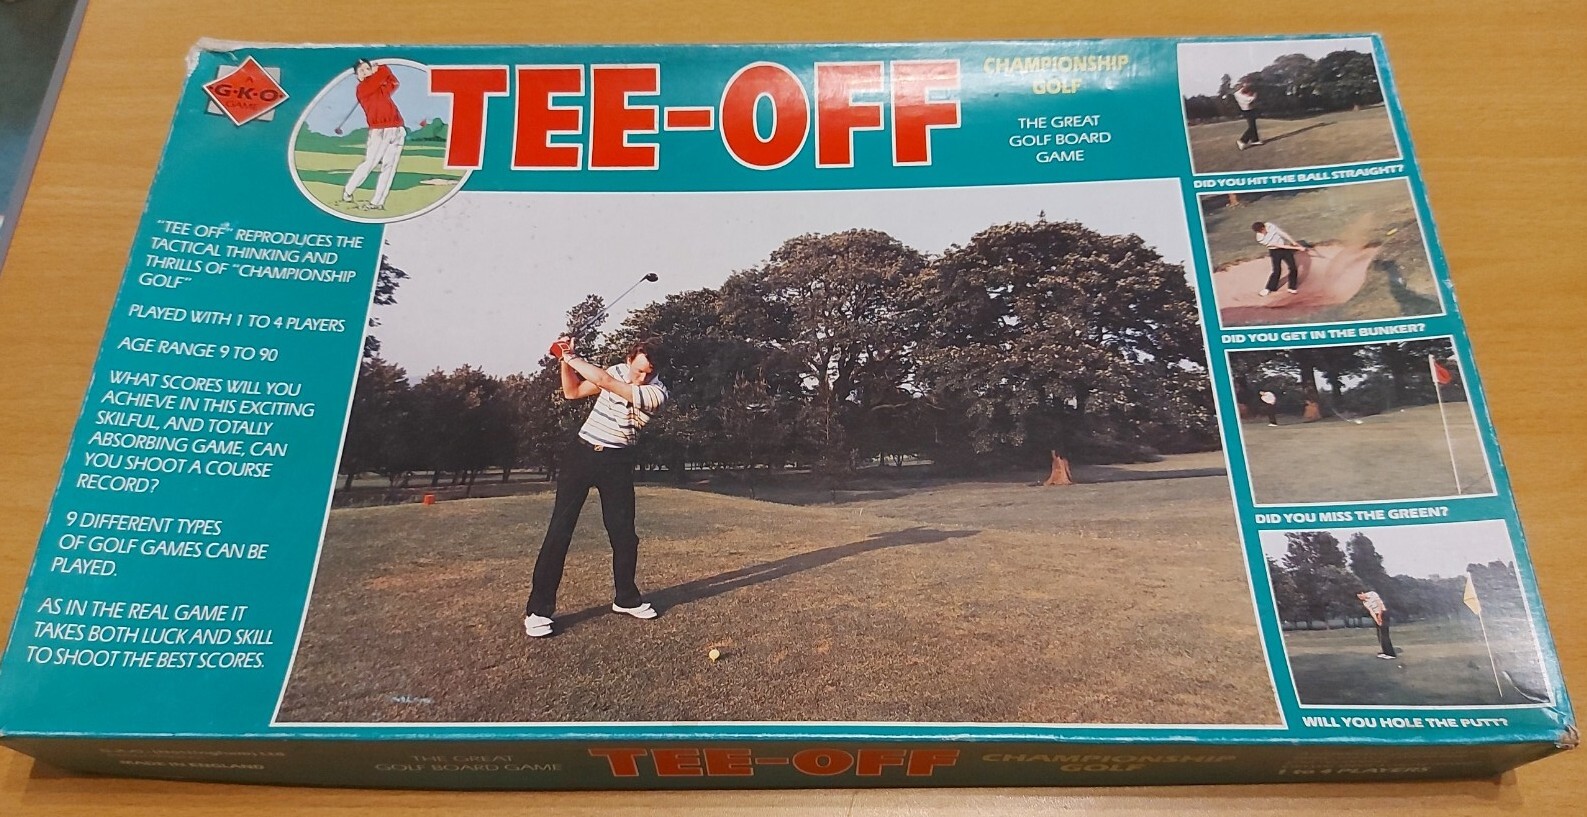 G·K·O
GAME
TEE-OFF
CHAMPIONSHIP
GOLF
THE GREAT
GOLF BOARD
GAME
"TEE OFF" REPRODUCES THE
TACTICAL THINKING AND
THRILLS OF "CHAMPIONSHIP
GOLF"
PLAYED WITH 1 TO 4 PLAYERS
AGE RANGE 9 TO 90
WHAT SCORES WILL YOU
ACHIEVE IN THIS EXCITING
SKILFUL, AND TOTALLY
ABSORBING GAME, CAN
YOU SHOOT A COURSE
RECORD?
9 DIFFERENT TYPES
OF GOLF GAMES CAN BE
PLAYED.
AS IN THE REAL GAME IT
TAKES BOTH LUCK AND SKILL
TO SHOOT THE BEST SCORES.
DID YOU HIT THE BALL STRAIGHT?
DID YOU GET IN THE BUNKER?
DID YOU MISS THE GREEN?
WILL YOU HOLE THE PUTT?
MADE IN ENGLAND
THE GREAT
GOLF BOARD GAME
TEE-OFF
CHAMPIONSHIP
GOLF
1 TO 4 PLAYERS